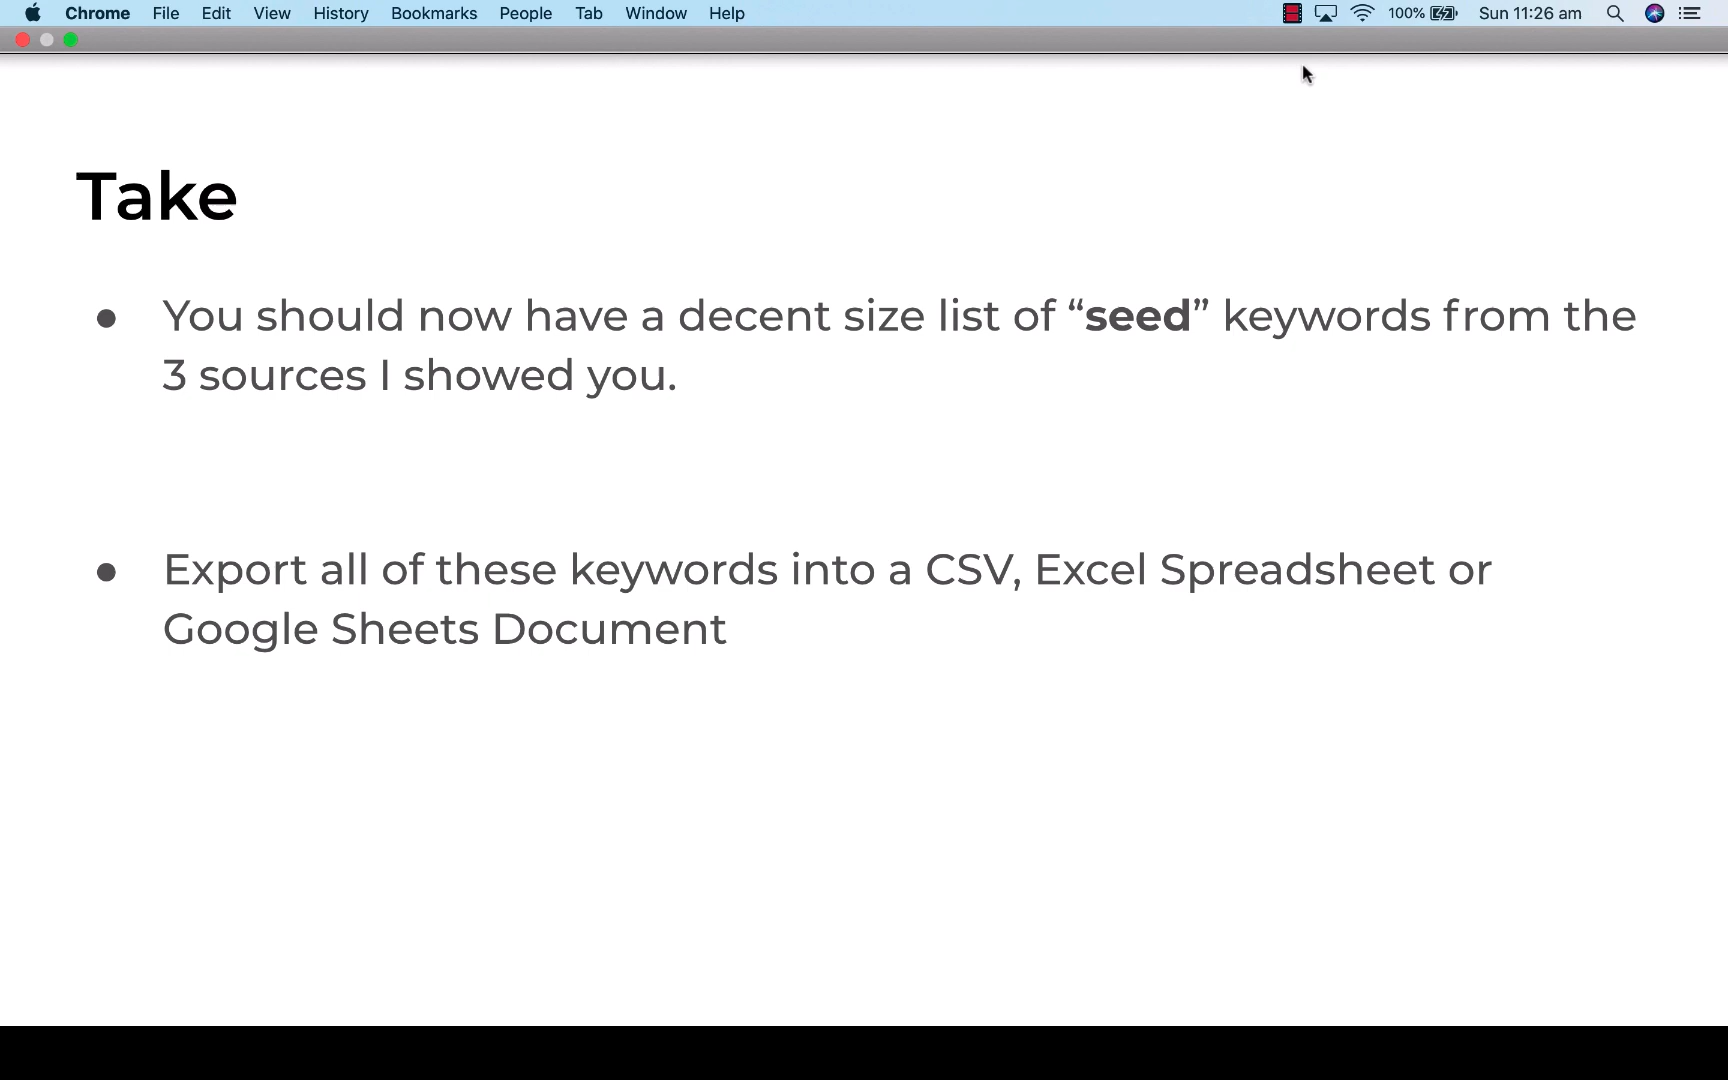 Chrome File Edit View History Bookmarks People Tab Window Help 100% Sun 11:26 am
Take
● You should now have a decent size list of “seed” keywords from the
3 sources I showed you.
● Export all of these keywords into a CSV, Excel Spreadsheet or
Google Sheets Document